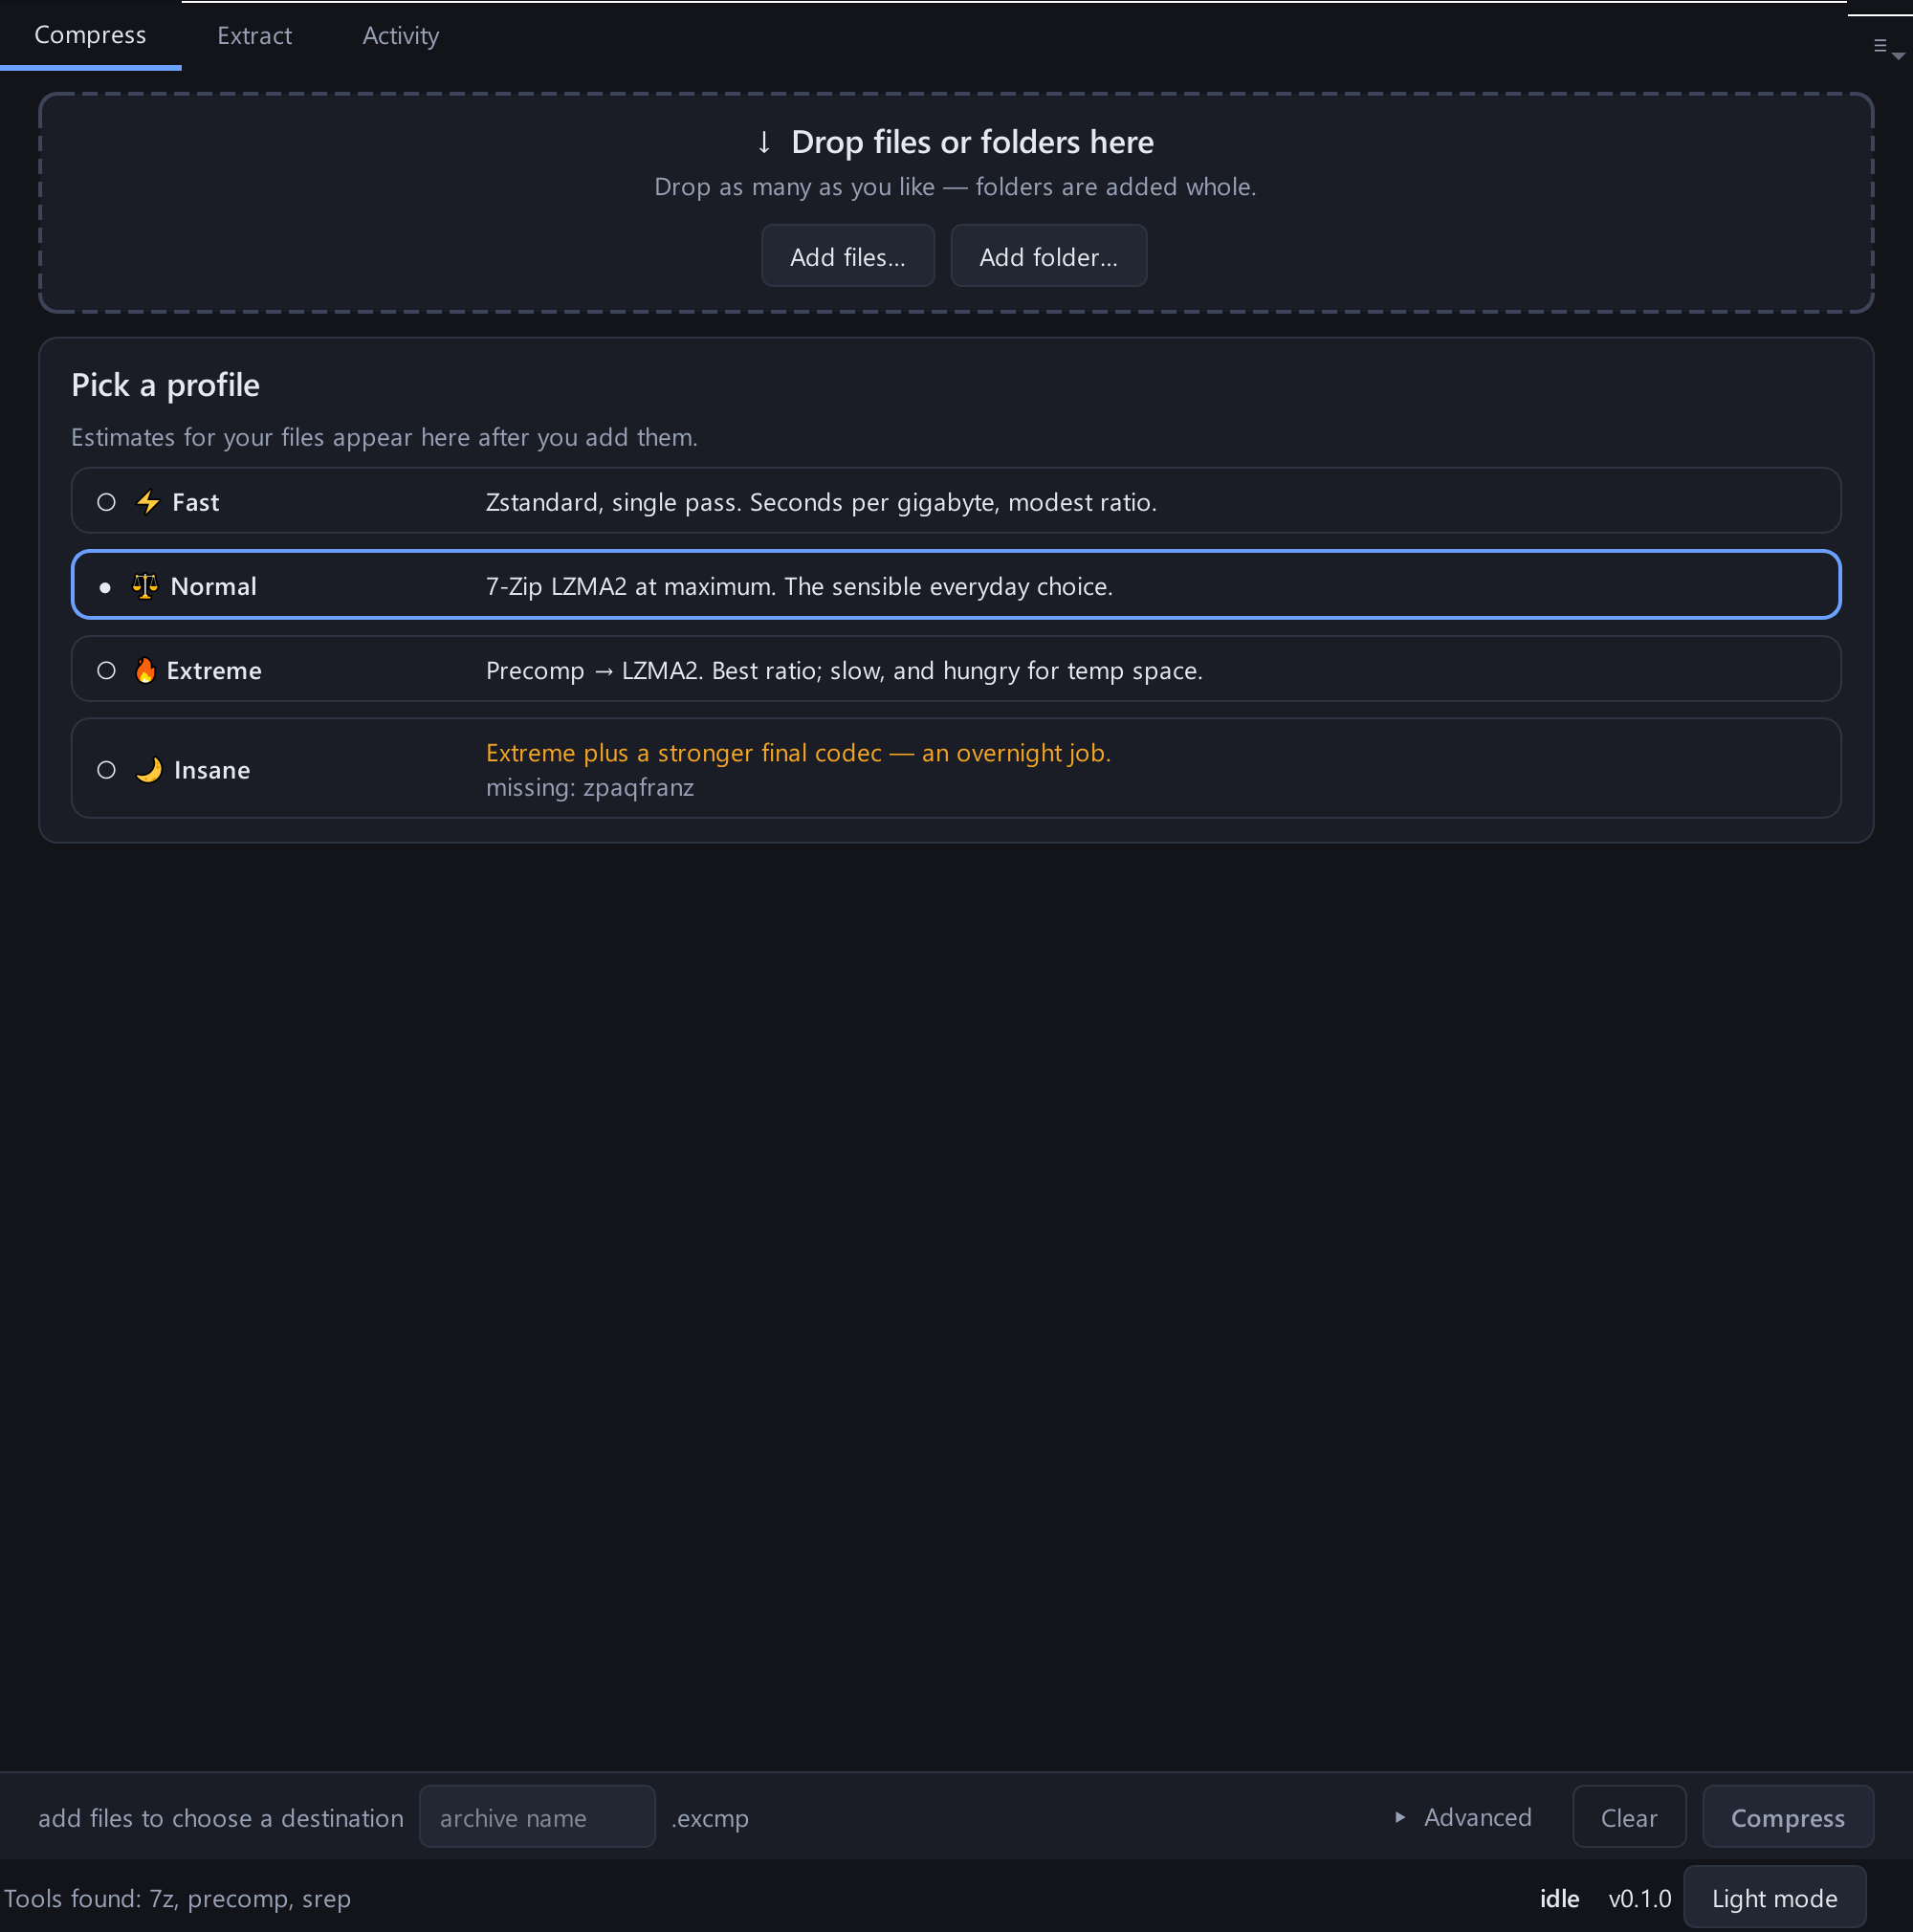 Compress Extract Activity
↓ Drop files or folders here
Drop as many as you like — folders are added whole.
Add files... Add folder...
Pick a profile
Estimates for your files appear here after you add them.
⚡ Fast Zstandard, single pass. Seconds per gigabyte, modest ratio.
⚖ Normal 7-Zip LZMA2 at maximum. The sensible everyday choice.
🔥 Extreme Precomp → LZMA2. Best ratio; slow, and hungry for temp space.
🌙 Insane Extreme plus a stronger final codec — an overnight job.
missing: zpaqfranz
add files to choose a destination archive name .excmp ▸ Advanced Clear Compress
Tools found: 7z, precomp, srep idle v0.1.0 Light mode